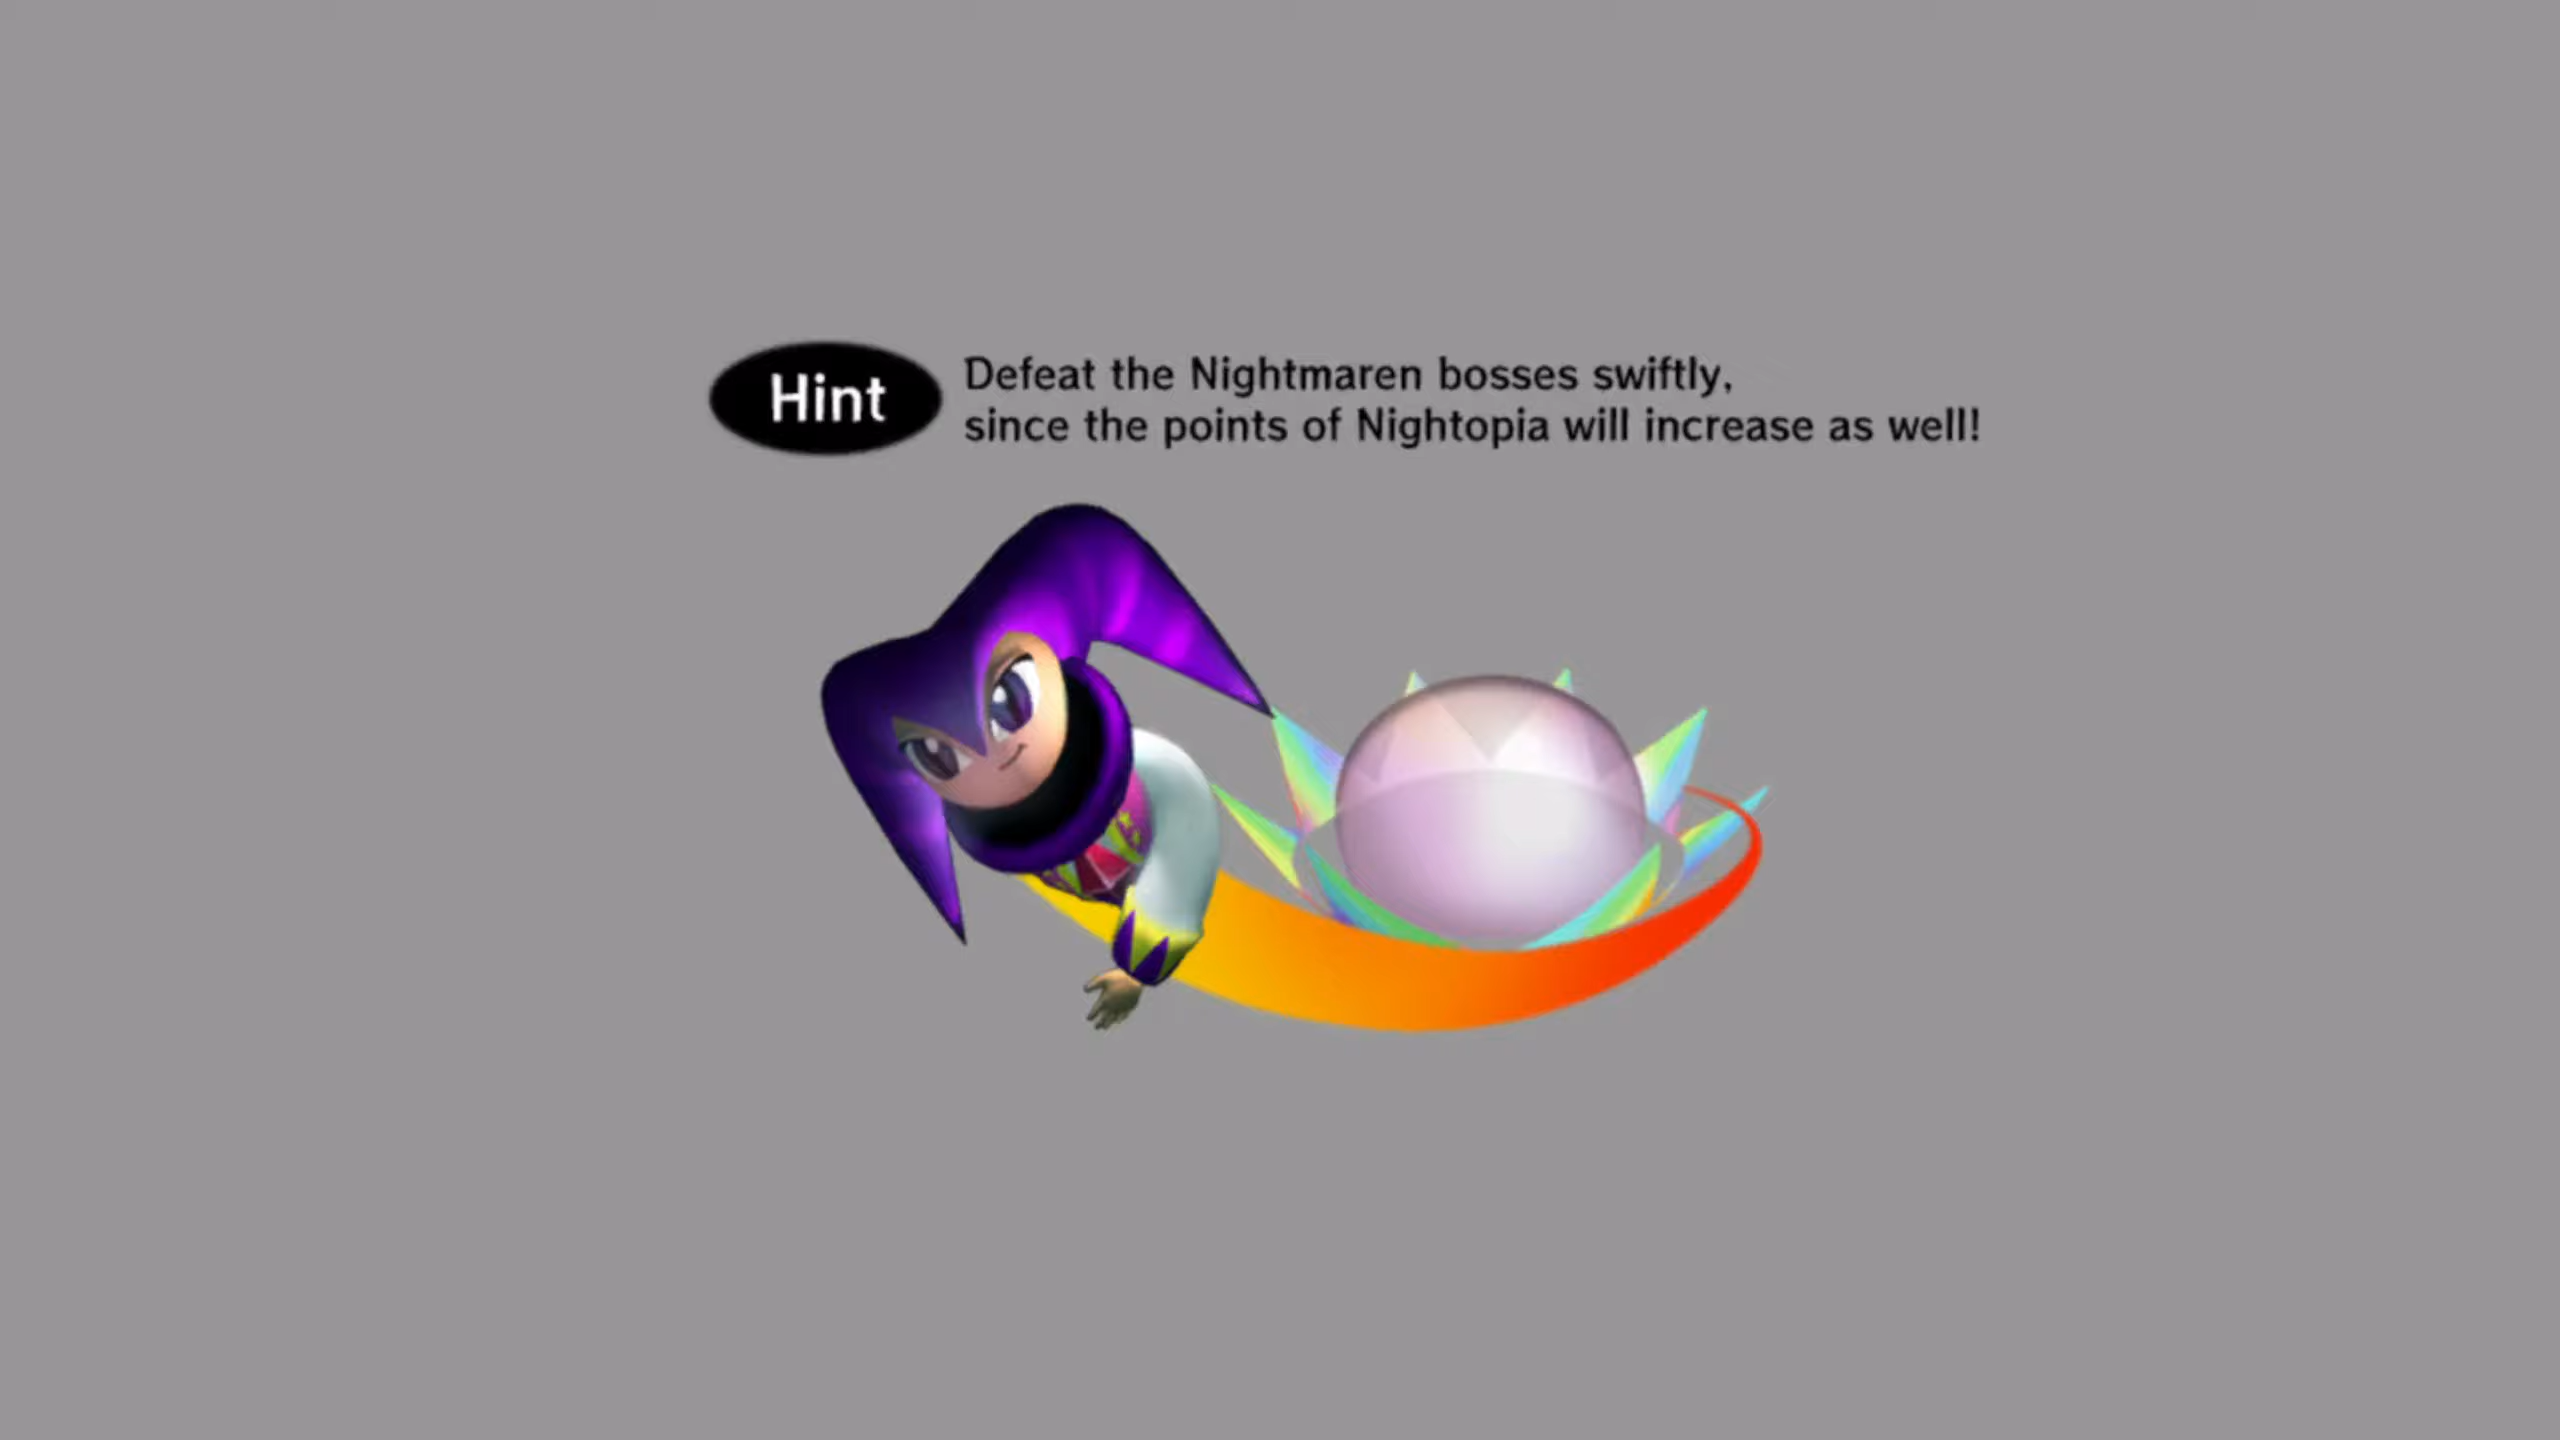 Hint
Defeat the Nightmaren bosses swiftly,
since the points of Nightopia will increase as well!